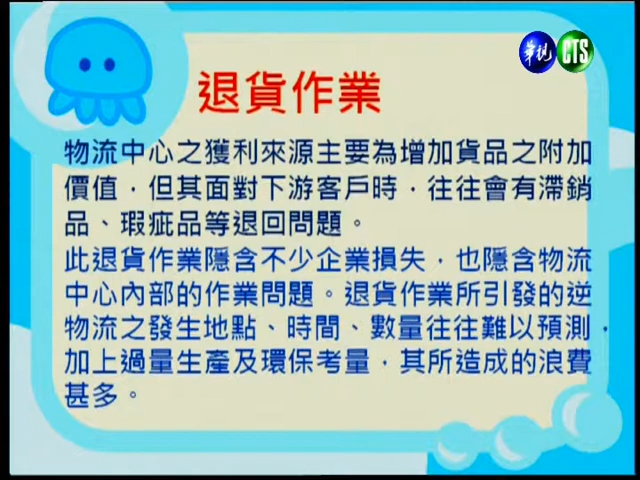 華視 CTS
退貨作業
物流中心之獲利來源主要為增加貨品之附加
價值，但其面對下游客戶時，往往會有滯銷
品、瑕疵品等退回問題。
此退貨作業隱含不少企業損失，也隱含物流
中心內部的作業問題。退貨作業所引發的逆
物流之發生地點、時間、數量往往難以預測，
加上過量生產及環保考量，其所造成的浪費
甚多。